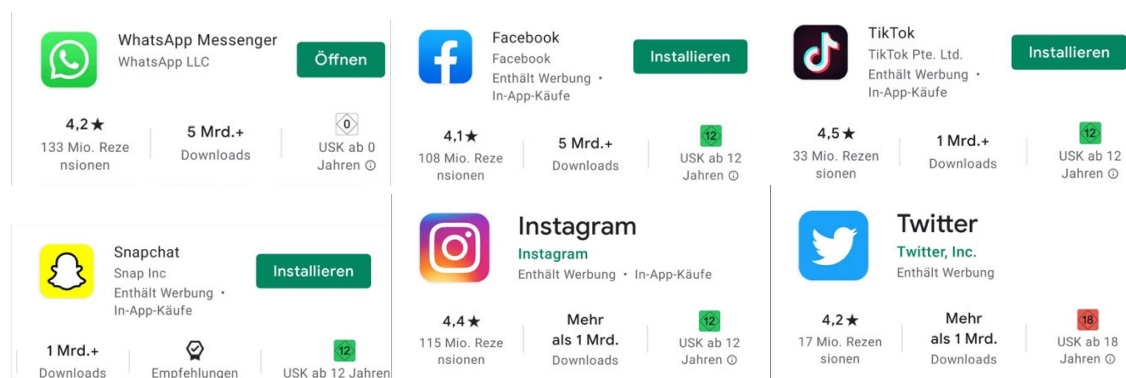 WhatsApp Messenger
WhatsApp LLC
Öffnen
4,2★
133 Mio. Reze
nsionen
5 Mrd.+
Downloads
0
USK ab 0
Jahren ⓘ
Facebook
Facebook
Enthält Werbung •
In-App-Käufe
Installieren
4,1★
108 Mio. Reze
nsionen
5 Mrd.+
Downloads
12
USK ab 12
Jahren ⓘ
TikTok
TikTok Pte. Ltd.
Enthält Werbung •
In-App-Käufe
Installieren
4,5★
33 Mio. Rezen
sionen
1 Mrd.+
Downloads
12
USK ab 12
Jahren ⓘ
Snapchat
Snap Inc
Enthält Werbung •
In-App-Käufe
Installieren
1 Mrd.+
Downloads
Empfehlungen
12
USK ab 12 Jahren
Instagram
Instagram
Enthält Werbung • In-App-Käufe
4,4★
115 Mio. Reze
nsionen
Mehr
als 1 Mrd.
Downloads
12
USK ab 12
Jahren ⓘ
Twitter
Twitter, Inc.
Enthält Werbung
4,2★
17 Mio. Rezen
sionen
Mehr
als 1 Mrd.
Downloads
18
USK ab 18
Jahren ⓘ